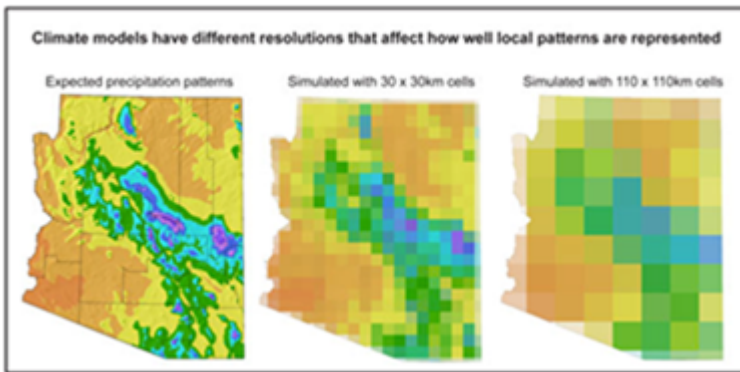 Climate models have different resolutions that affect how well local patterns are represented
Expected precipitation patterns
Simulated with 30 x 30km cells
Simulated with 110 x 110km cells